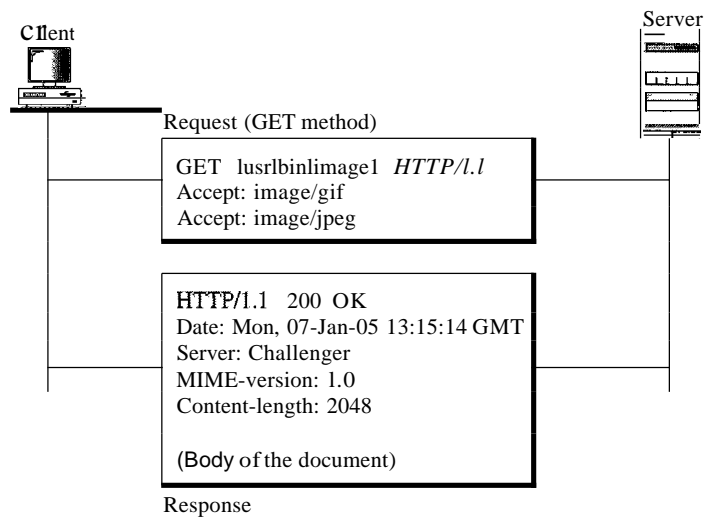 Client
Server
Request (GET method)
GET lusrlbinlimage1 HTTP/l.l
Accept: image/gif
Accept: image/jpeg
HTTP/1.1 200 OK
Date: Mon, 07-Jan-05 13:15:14 GMT
Server: Challenger
MIME-version: 1.0
Content-length: 2048
(Body of the document)
Response